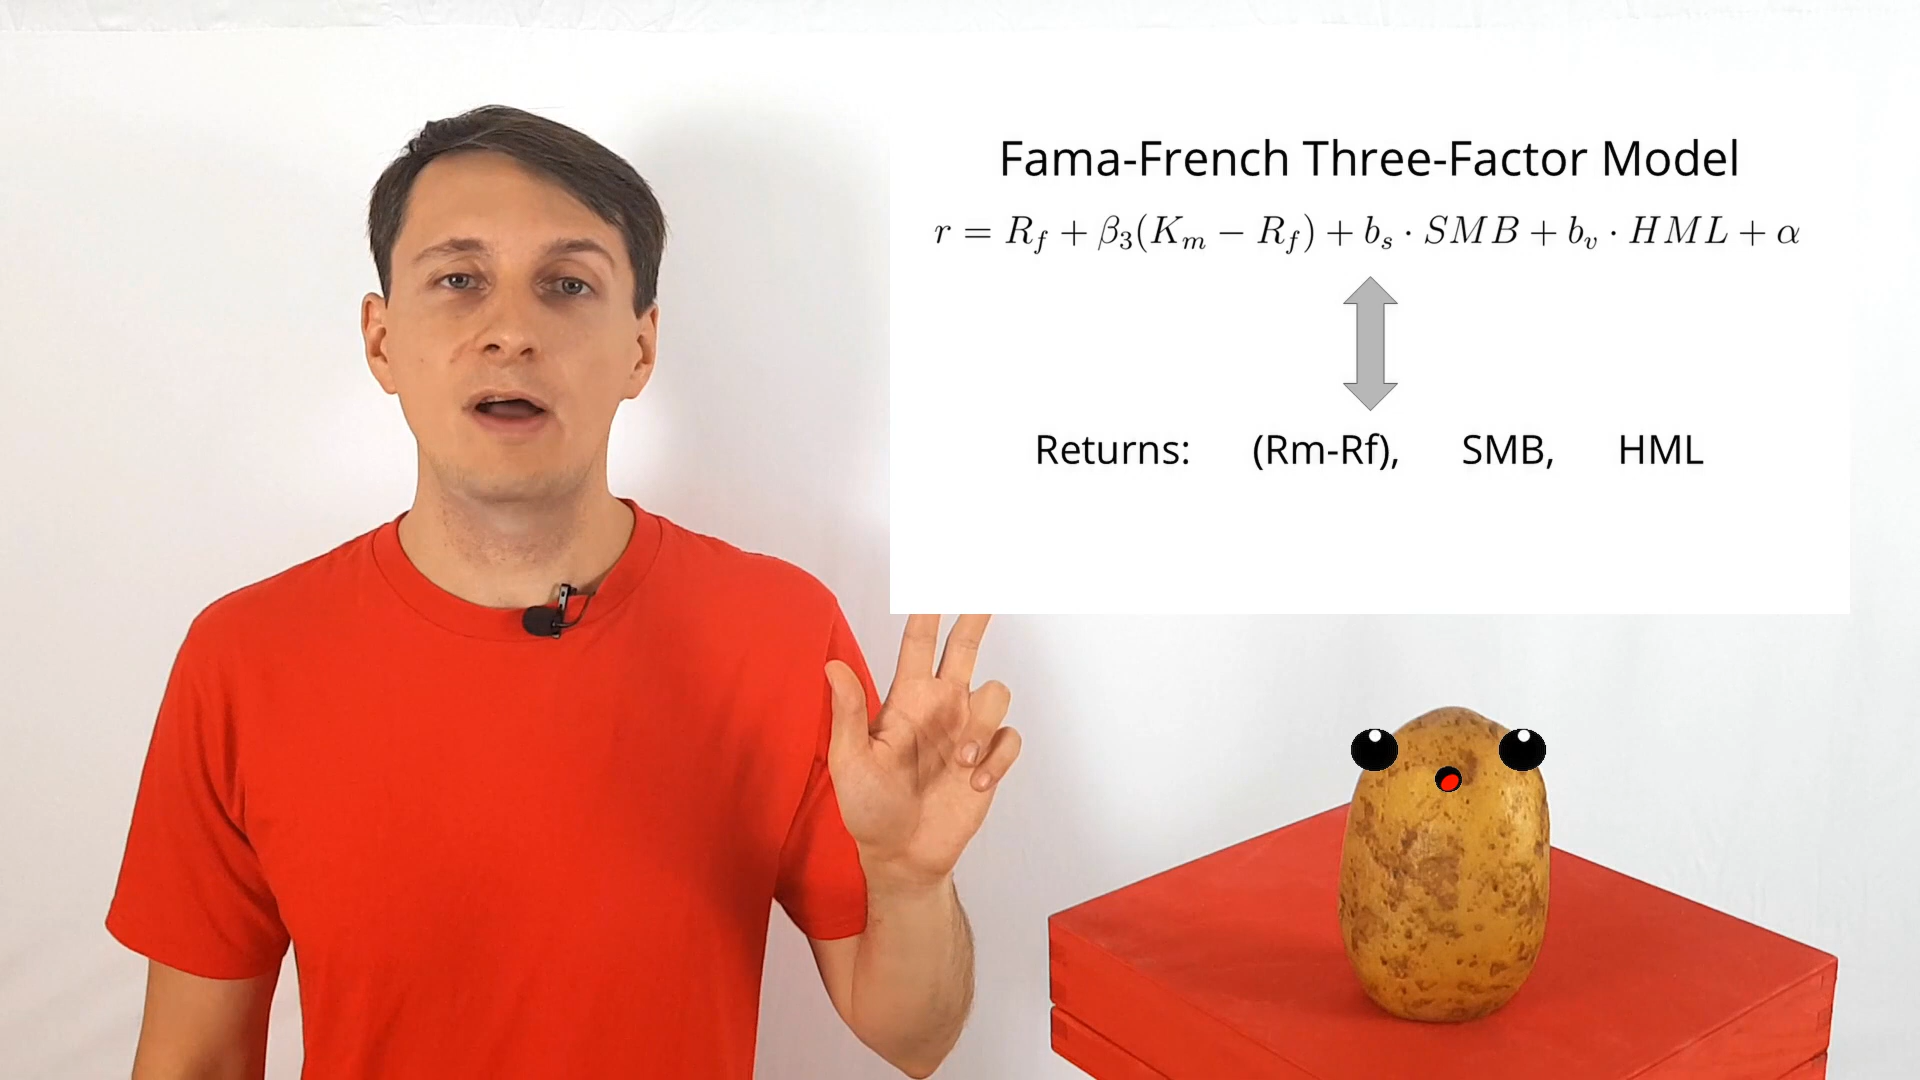 Fama-French Three-Factor Model
r = R_f + β_3(K_m − R_f) + b_s · SMB + b_v · HML + α
Returns: (Rm-Rf), SMB, HML